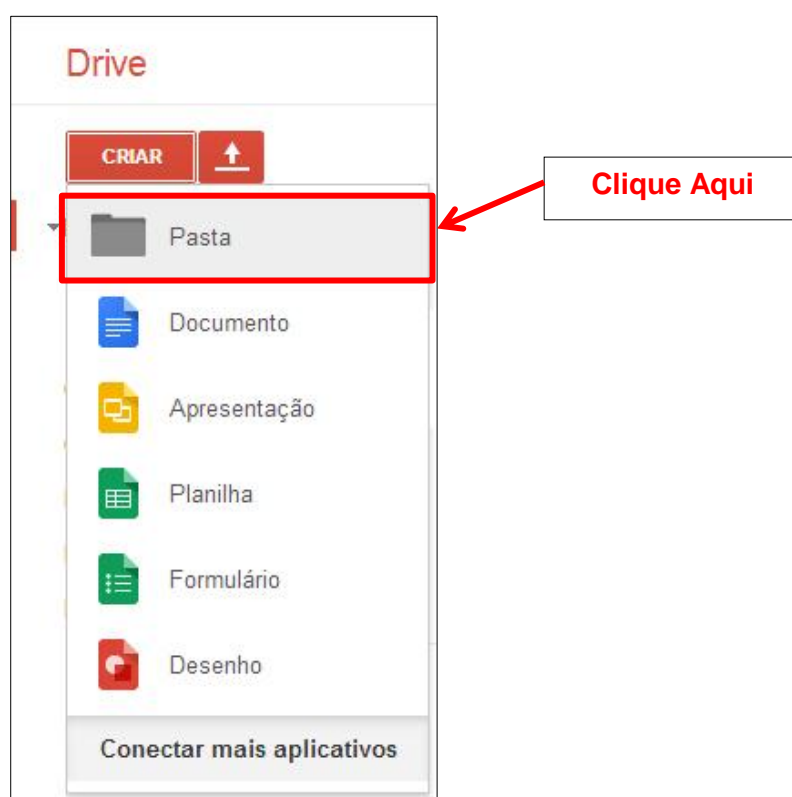 Drive
CRIAR
Clique Aqui
Pasta
Documento
Apresentação
Planilha
Formulário
Desenho
Conectar mais aplicativos